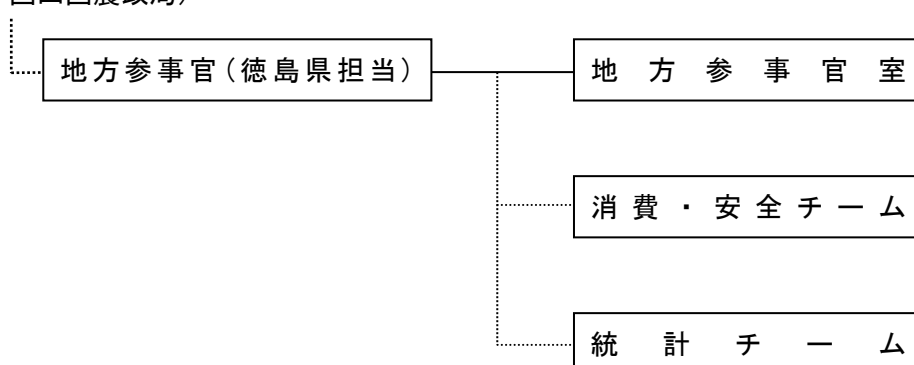 地方参事官(徳島県担当)
地方参事官室
消費・安全チーム
統計チーム